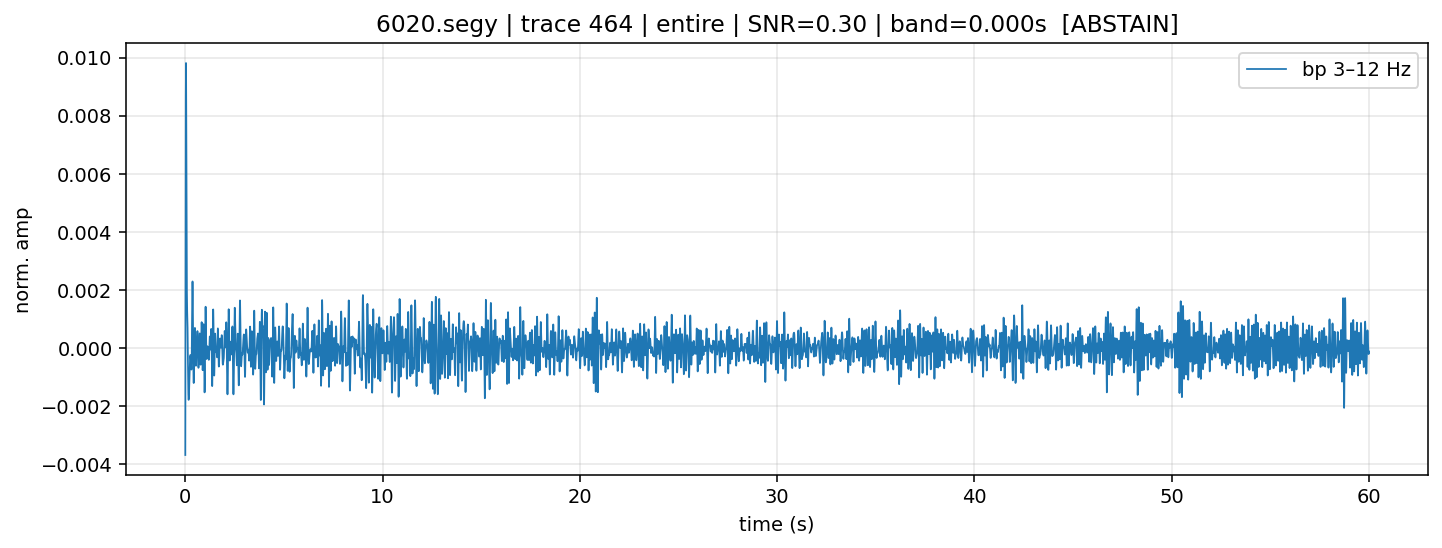 6020.segy | trace 464 | entire | SNR=0.30 | band=0.000s [ABSTAIN]
bp 3–12 Hz
norm. amp
0.010
0.008
0.006
0.004
0.002
0.000
−0.002
−0.004
0 10 20 30 40 50 60
time (s)